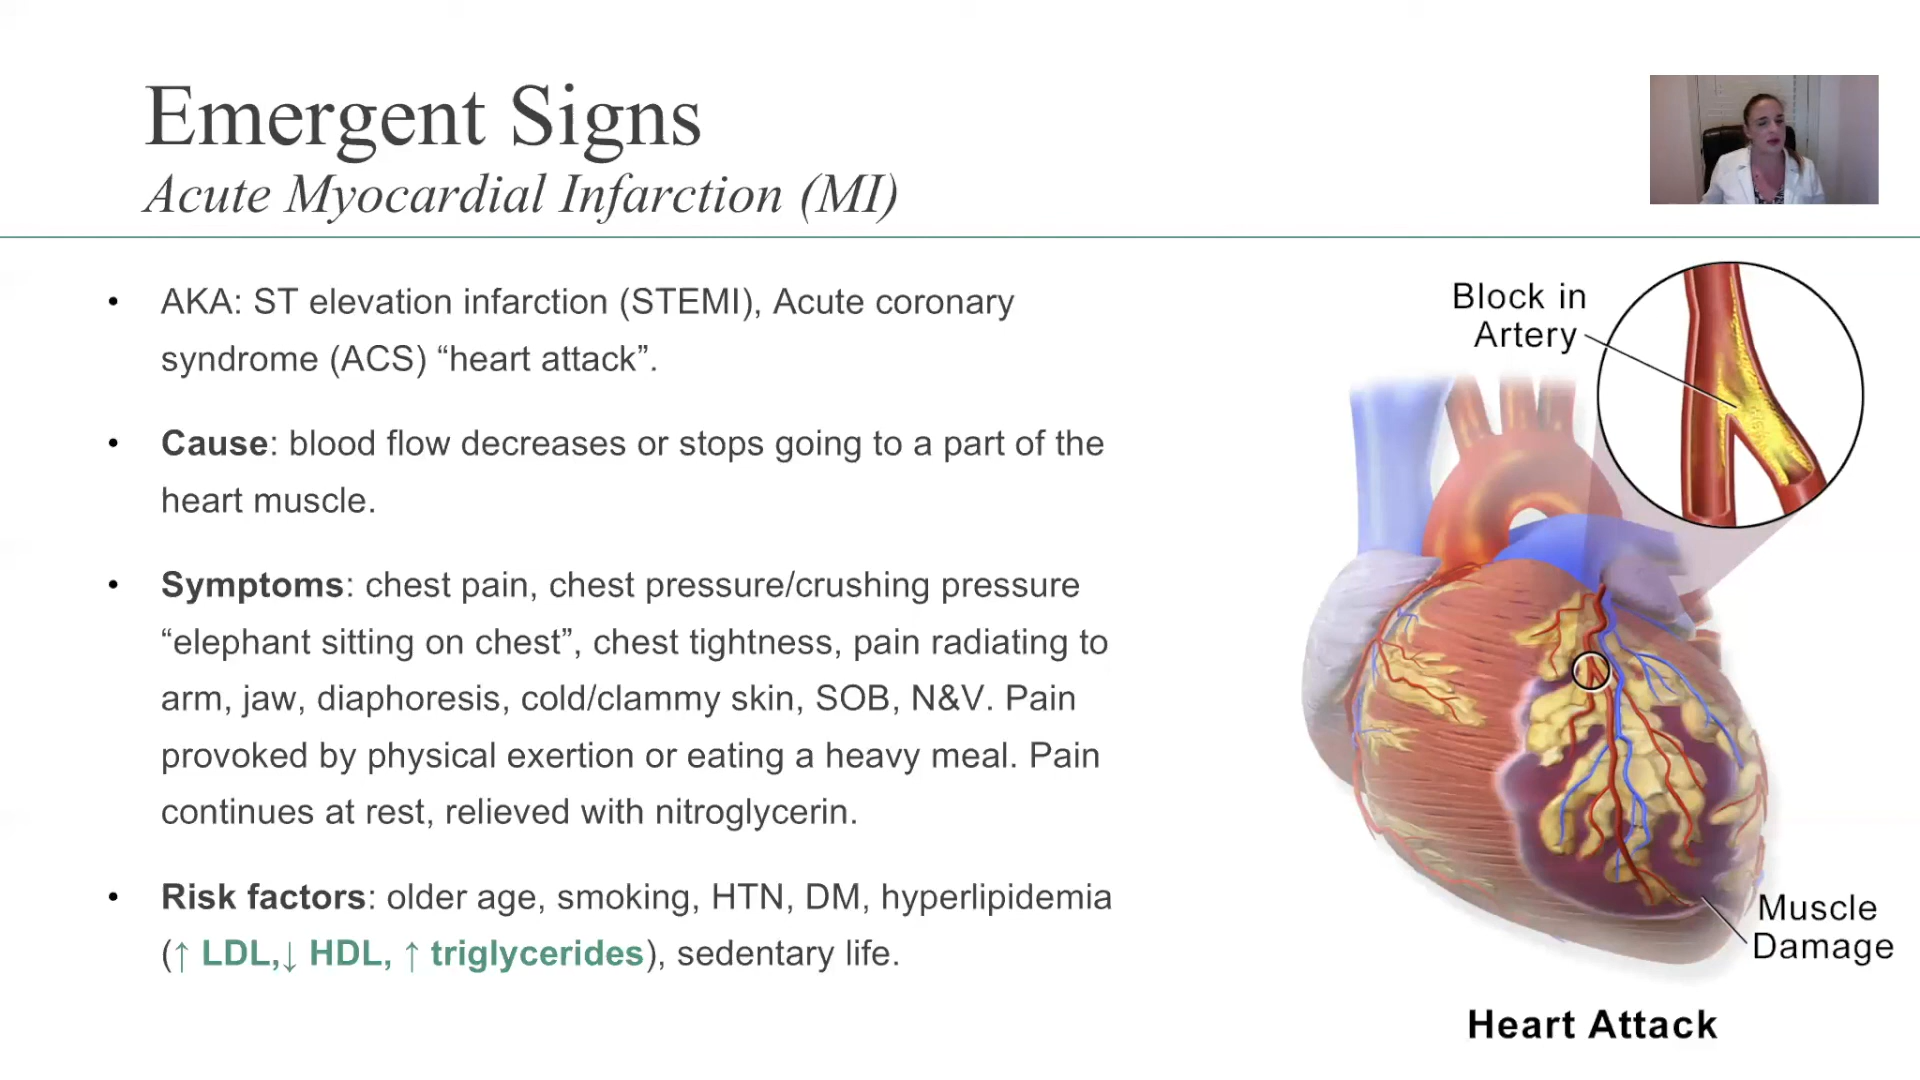 Emergent Signs
Acute Myocardial Infarction (MI)
• AKA: ST elevation infarction (STEMI), Acute coronary
syndrome (ACS) “heart attack”.
• Cause: blood flow decreases or stops going to a part of the
heart muscle.
• Symptoms: chest pain, chest pressure/crushing pressure
“elephant sitting on chest”, chest tightness, pain radiating to
arm, jaw, diaphoresis, cold/clammy skin, SOB, N&V. Pain
provoked by physical exertion or eating a heavy meal. Pain
continues at rest, relieved with nitroglycerin.
• Risk factors: older age, smoking, HTN, DM, hyperlipidemia
(↑ LDL,↓ HDL, ↑ triglycerides), sedentary life.
Block in
Artery
Muscle
Damage
Heart Attack